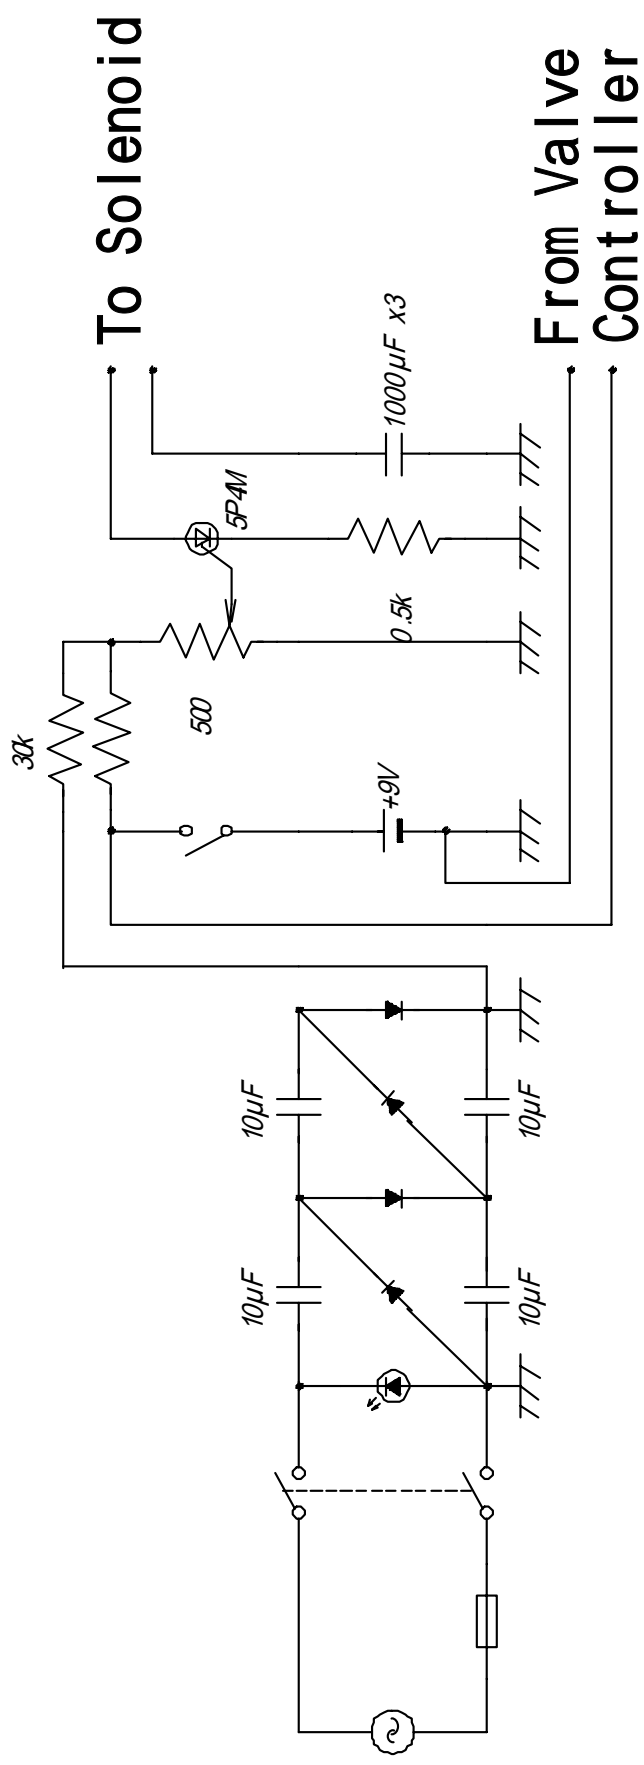 To Solenoid
From Valve
Controller
1000μF x3
5P4M
0.5k
500
30k
+9V
10μF
10μF
10μF
10μF